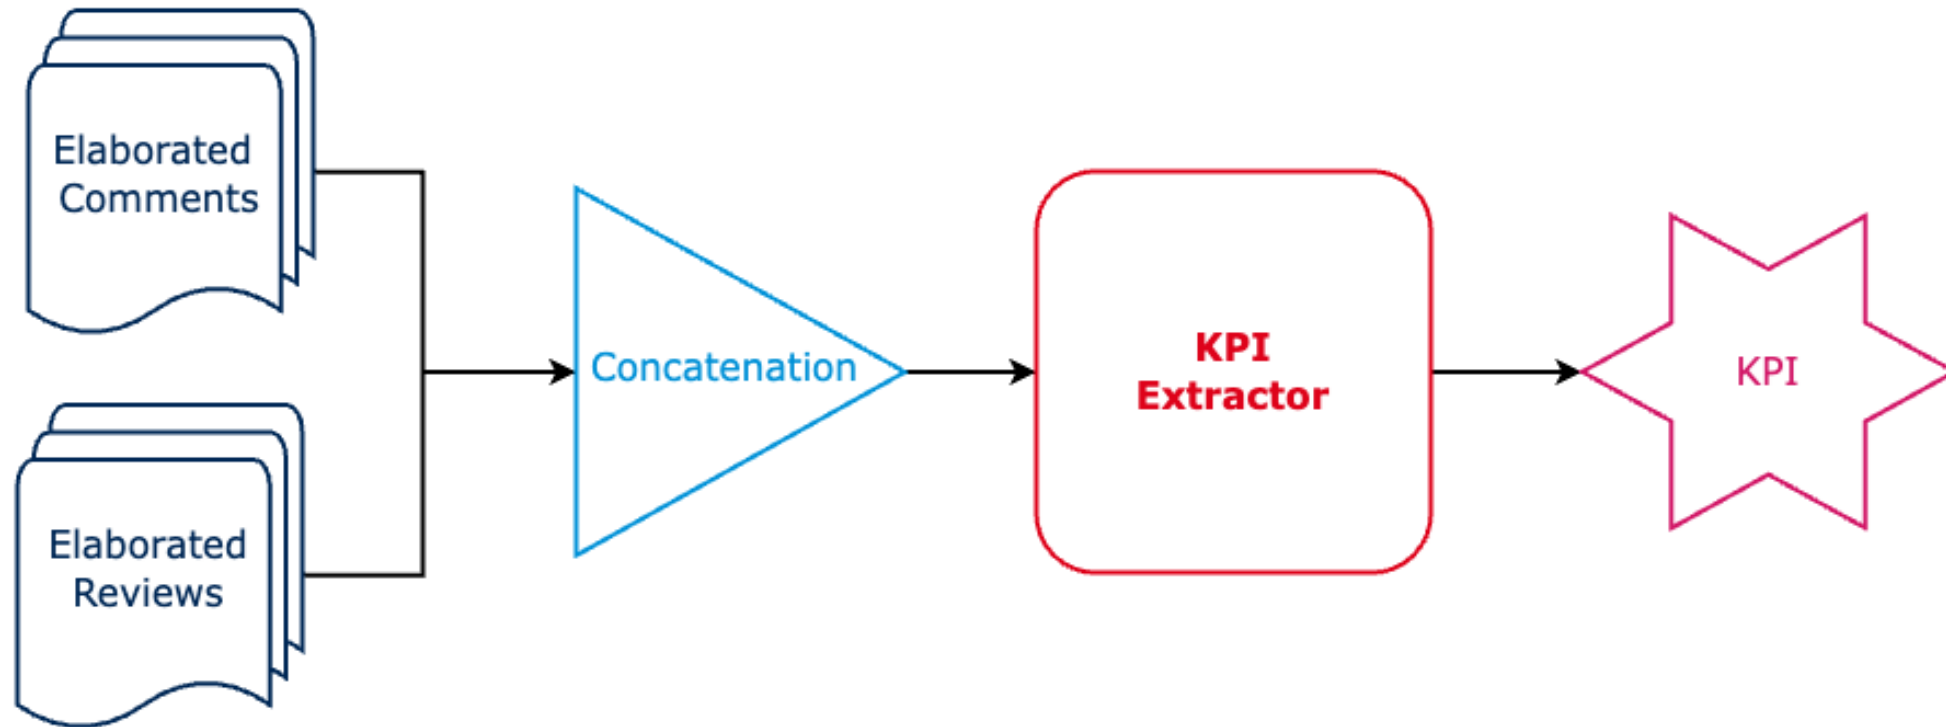 Elaborated
Comments
Elaborated
Reviews
Concatenation
KPI
Extractor
KPI